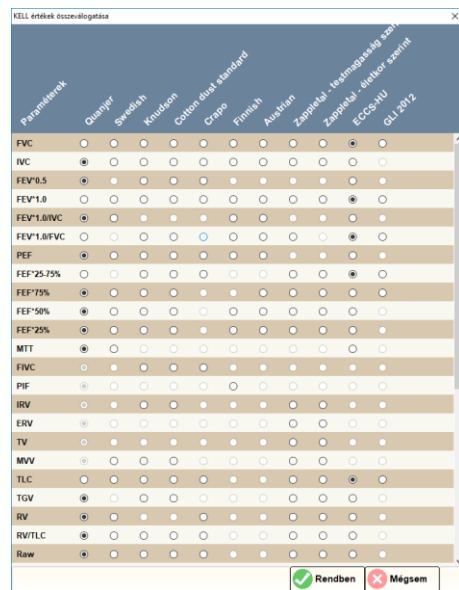 KELL értékek összeválogatása
Paraméterek
Quanjer
Swedish
Knudson
Cotton dust standard
Crapo
Finnish
Austrian
Zapplefal - testmagasság szerint
Zapplefal - életkor szerint
ECCS-HU
GLI 2012
FVC
IVC
FEV*0.5
FEV*1.0
FEV*1.0/IVC
FEV*1.0/FVC
PEF
FEF*25-75%
FEF*75%
FEF*50%
FEF*25%
MTT
FIVC
PIF
IRV
ERV
TV
MVV
TLC
TGV
RV
RV/TLC
Raw
Rendben
Mégsem